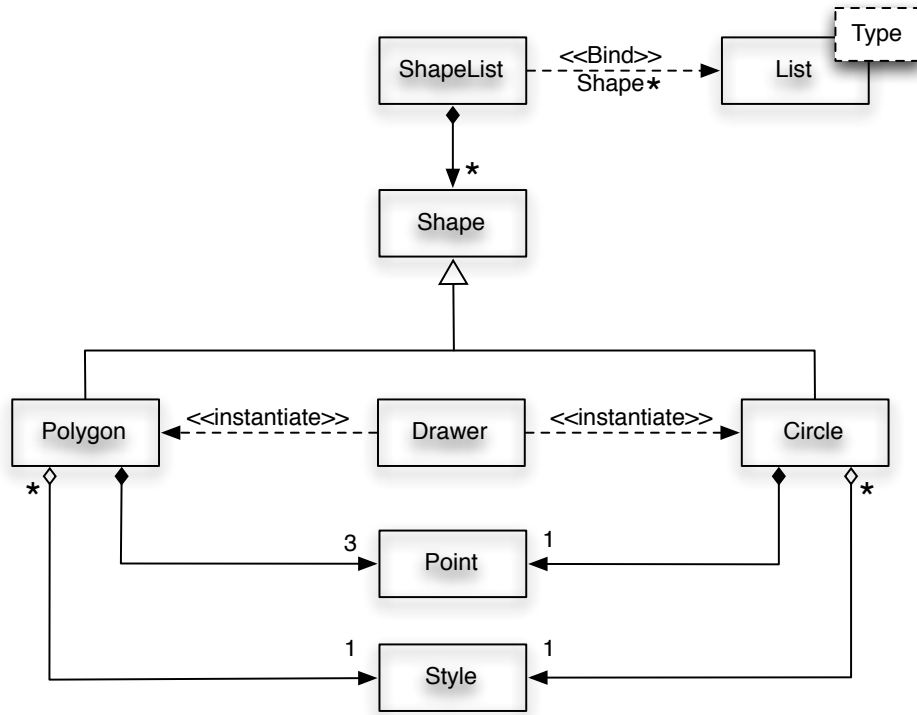 Type
ShapeList
<<Bind>>
List
Shape*
*
Shape
Polygon
<<instantiate>>
Drawer
<<instantiate>>
Circle
*
*
3
Point
1
1
Style
1